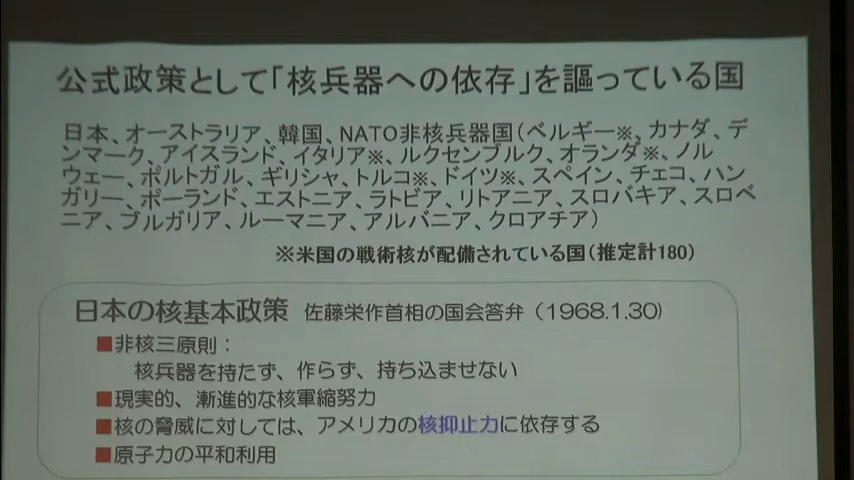 公式政策として「核兵器への依存」を謳っている国
日本、オーストラリア、韓国、NATO非核兵器国(ベルギー※、カナダ、デ
ンマーク、アイスランド、イタリア※、ルクセンブルク、オランダ※、ノル
ウェー、ポルトガル、ギリシャ、トルコ※、ドイツ※、スペイン、チェコ、ハン
ガリー、ポーランド、エストニア、ラトビア、リトアニア、スロバキア、スロベ
ニア、ブルガリア、ルーマニア、アルバニア、クロアチア)
※米国の戦術核が配備されている国(推定計180)
日本の核基本政策 佐藤栄作首相の国会答弁(1968.1.30)
■非核三原則：
核兵器を持たず、作らず、持ち込ませない
■現実的、漸進的な核軍縮努力
■核の脅威に対しては、アメリカの核抑止力に依存する
■原子力の平和利用